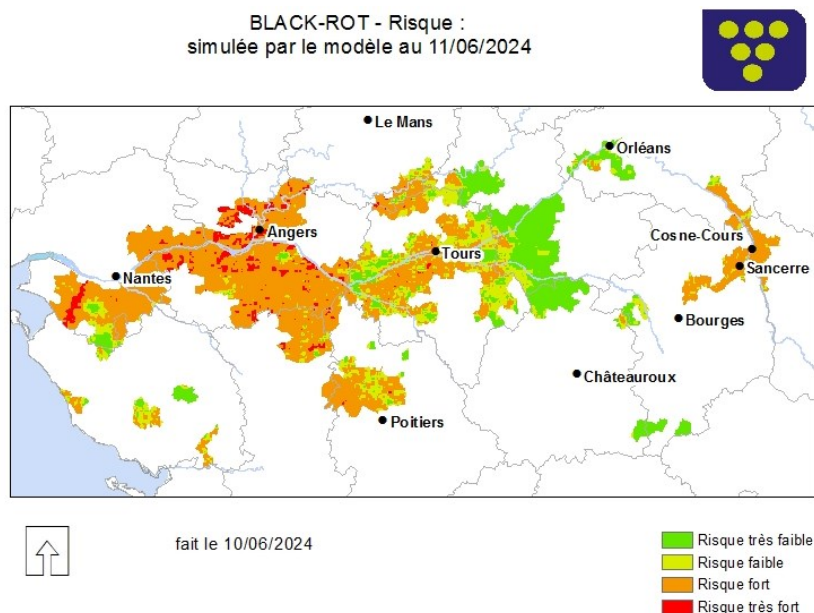 BLACK-ROT - Risque :
simulée par le modèle au 11/06/2024
Le Mans
Orléans
Angers
Cosne-Cours
Tours
Sancerre
Nantes
Bourges
Châteauroux
Poitiers
fait le 10/06/2024
Risque très faible
Risque faible
Risque fort
Risque très fort